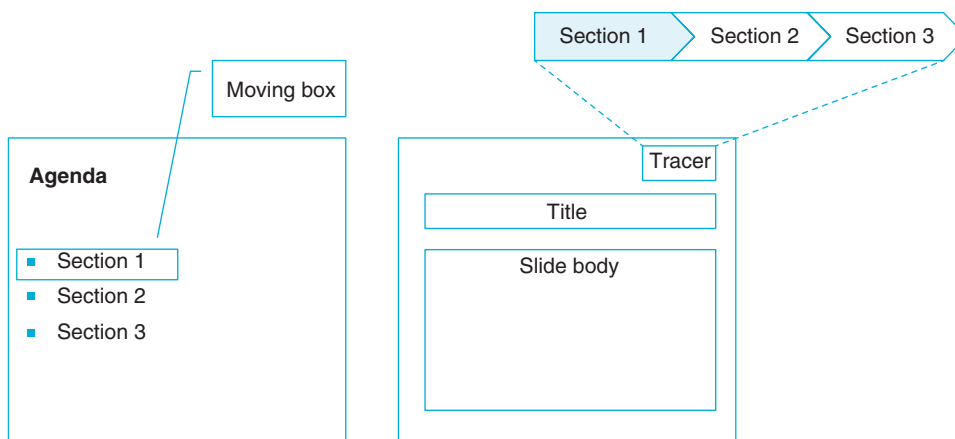 Section 1 Section 2 Section 3
Moving box
Agenda
Section 1
Section 2
Section 3
Tracer
Title
Slide body